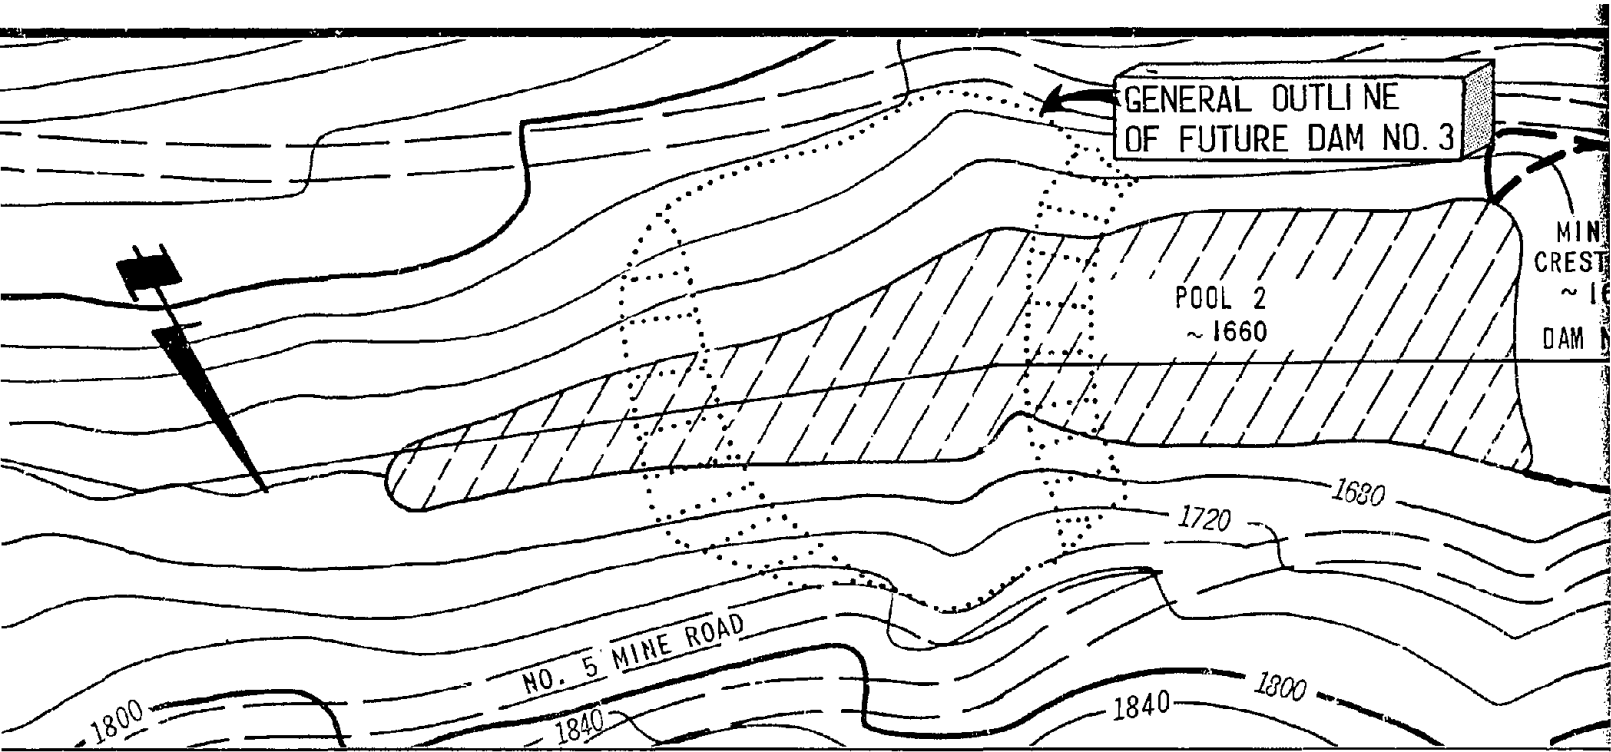 GENERAL OUTLINE
OF FUTURE DAM NO. 3
MIN
CREST
~ 1
DAM
POOL 2
~ 1660
1680
1720
NO. 5 MINE ROAD
1800
1840
1840
1800